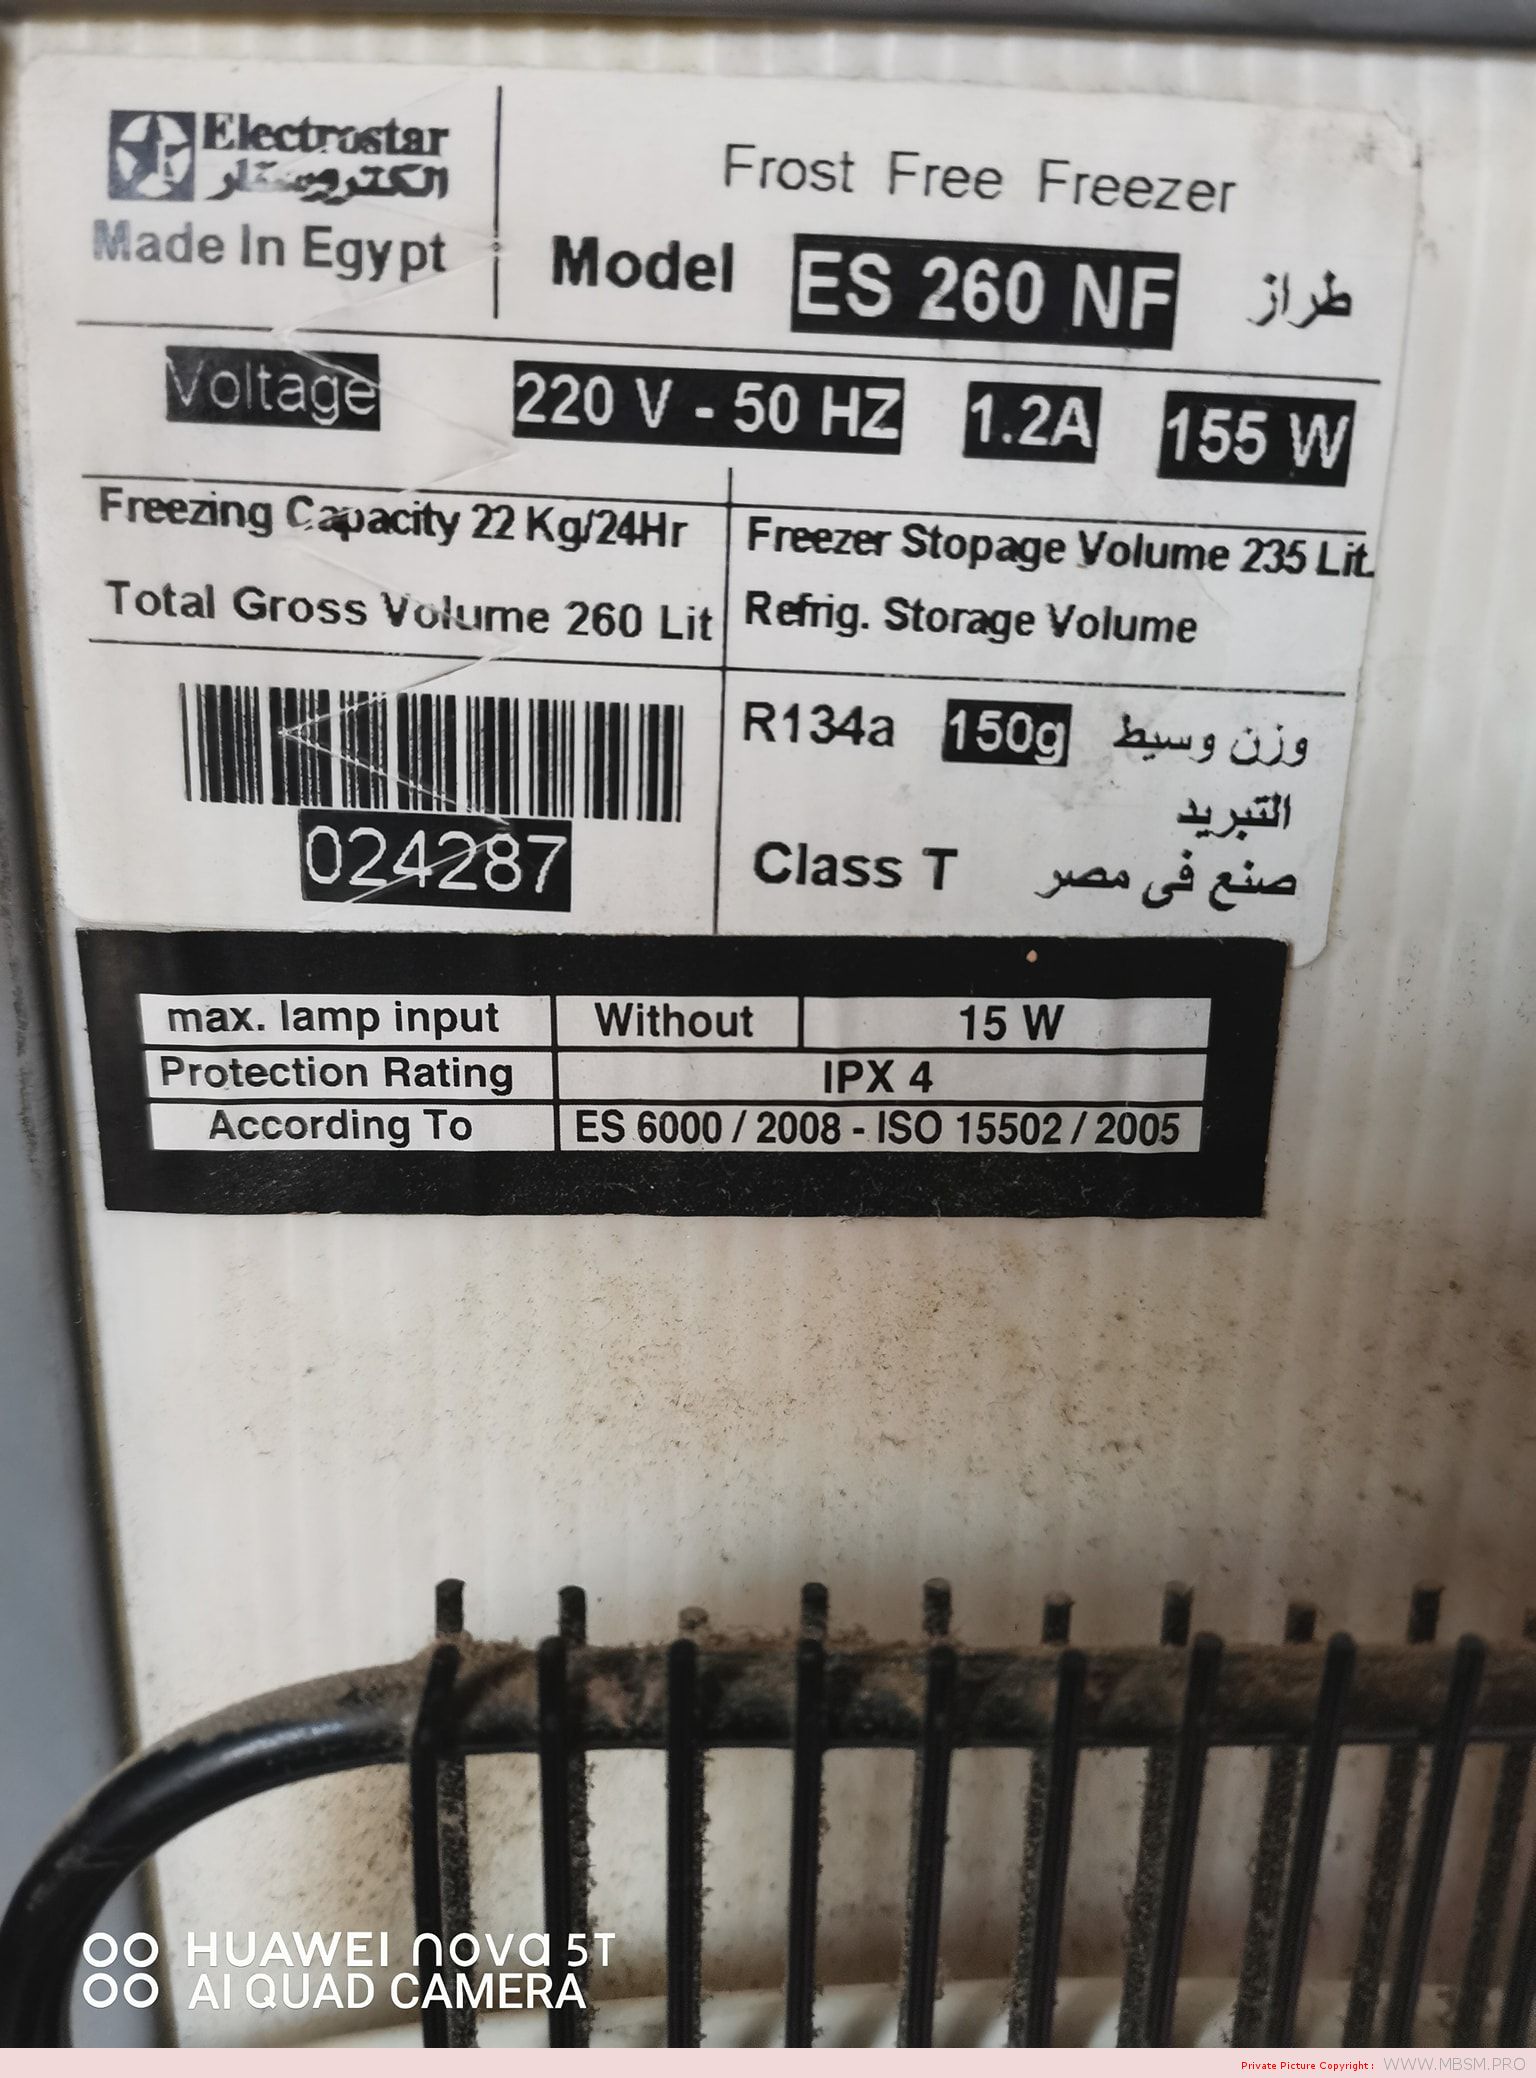 Electrostar
الكتروستار
Made In Egypt
Frost Free Freezer
Model ES 260 NF طراز
Voltage 220 V - 50 HZ 1.2A 155 W
Freezing Capacity 22 Kg/24Hr
Total Gross Volume 260 Lit
Freezer Stopage Volume 235 Lit.
Refrig. Storage Volume
024287
R134a 150g وزن وسيط
التبريد
Class T صنع فى مصر
max. lamp input Without 15 W
Protection Rating IPX 4
According To ES 6000 / 2008 - ISO 15502 / 2005
HUAWEI nova 5T
AI QUAD CAMERA
Private Picture Copyright : WWW.MBSM.PRO